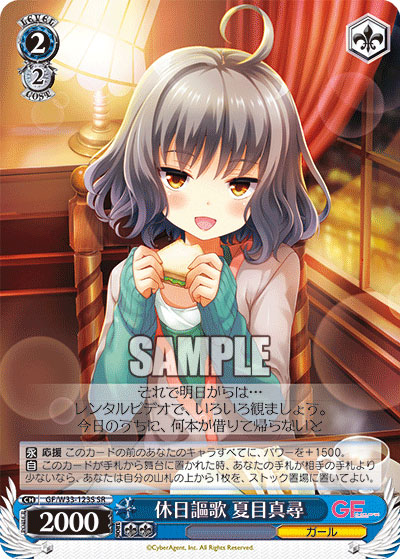 LEVEL
2
2
COST
SAMPLE
それで明日からは…
レンタルビデオで、いろいろ観ましょう。
今日のうちに、何本か借りて帰らないと
永 応援 このカードの前のあなたのキャラすべてに、パワーを+1500。
自 このカードが手札から舞台に置かれた時、あなたの手札が相手の手札より
少ないなら、あなたは自分の山札の上から1枚を、ストック置場に置いてよい。
CH GF/W33-123S SR
2000
休日謳歌 夏目真尋
GF
ガール
©CyberAgent, Inc. All Rights Reserved.